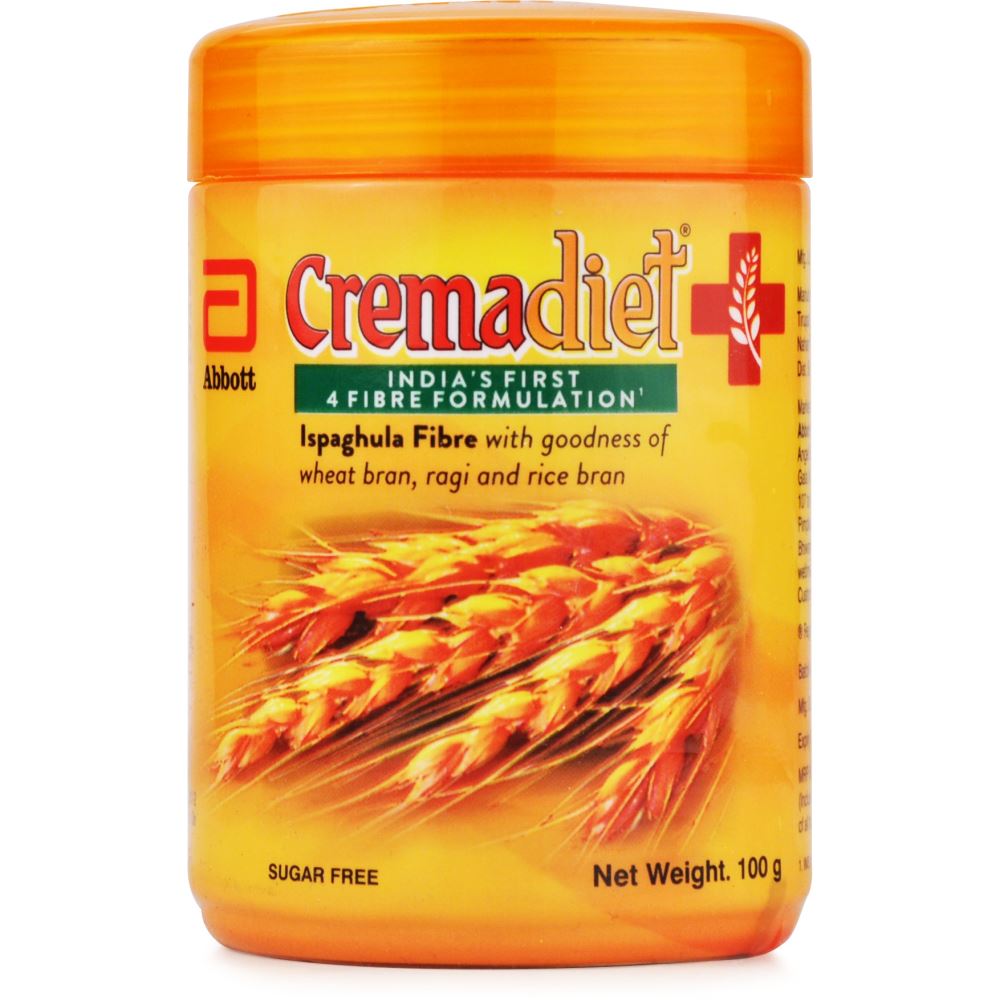 Abbott
Cremadiet®
INDIA'S FIRST
4 FIBRE FORMULATION¹
Ispaghula Fibre with goodness of
wheat bran, ragi and rice bran
SUGAR FREE
Net Weight. 100 g